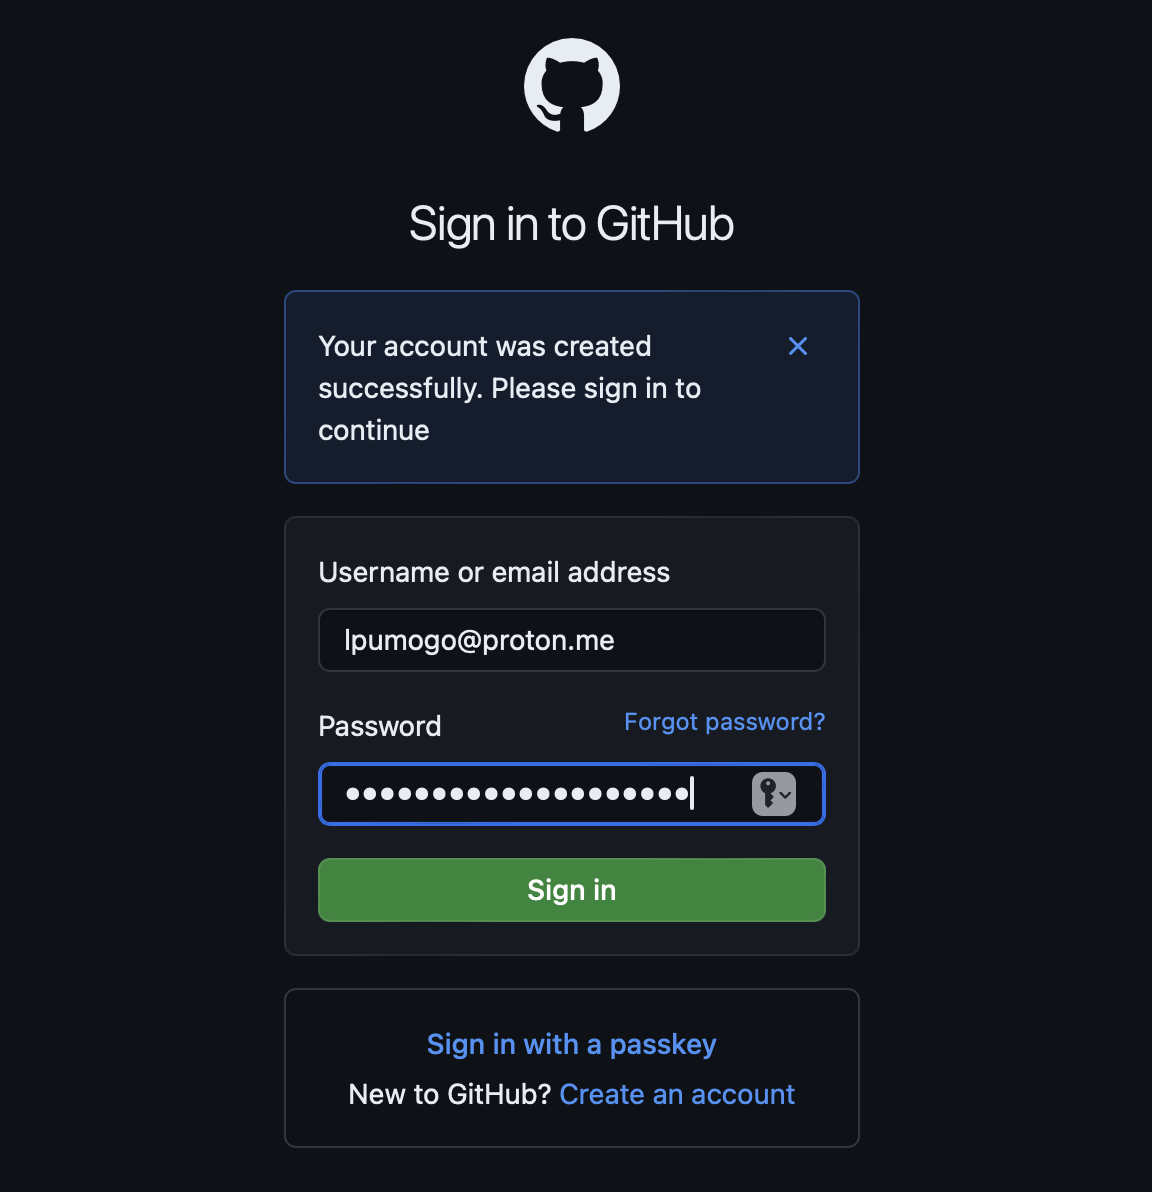 Sign in to GitHub
Your account was created
successfully. Please sign in to
continue
Username or email address
lpumogo@proton.me
Password
Forgot password?
Sign in
Sign in with a passkey
New to GitHub? Create an account